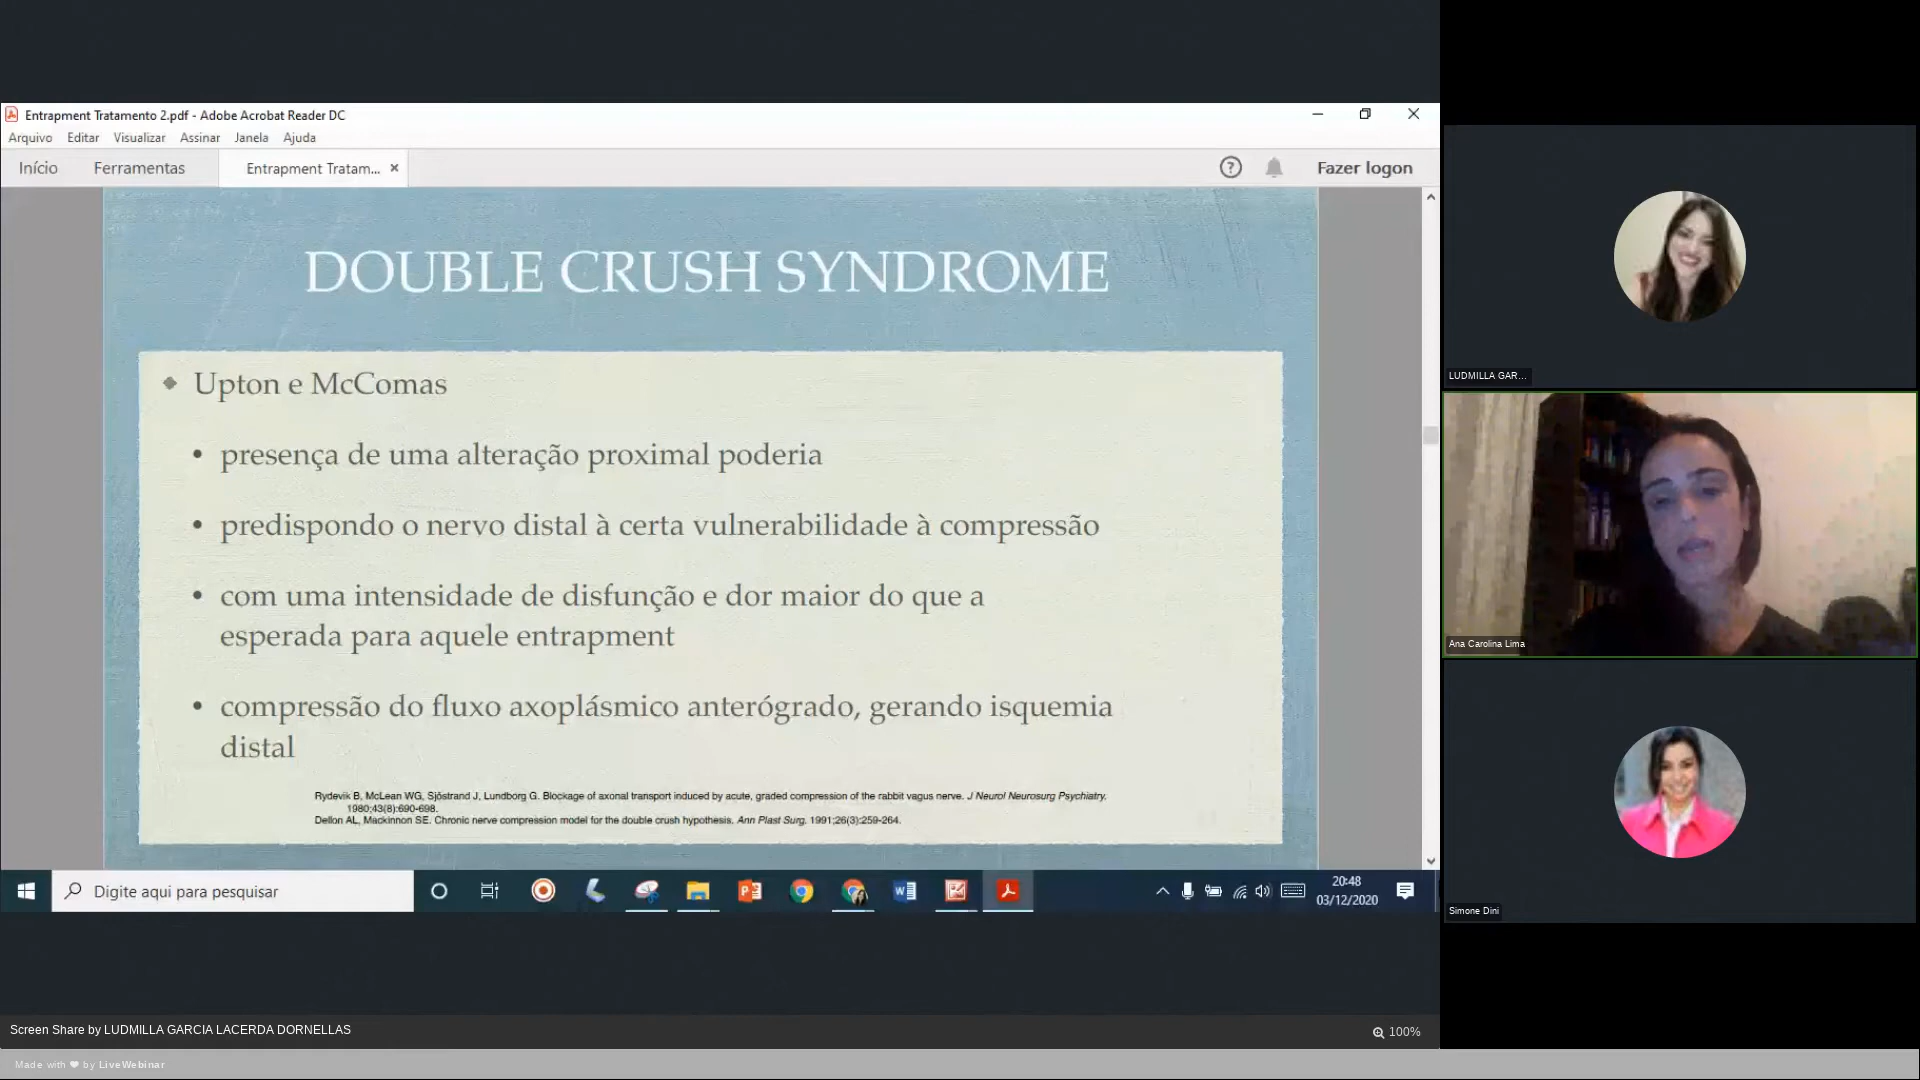 Entrapment Tratamento 2.pdf - Adobe Acrobat Reader DC
Arquivo Editar Visualizar Assinar Janela Ajuda
Início Ferramentas Entrapment Tratam... Fazer logon
DOUBLE CRUSH SYNDROME
Upton e McComas
• presença de uma alteração proximal poderia
• predispondo o nervo distal à certa vulnerabilidade à compressão
• com uma intensidade de disfunção e dor maior do que a
esperada para aquele entrapment
• compressão do fluxo axoplásmico anterógrado, gerando isquemia
distal
Rydevik B, McLean WG, Sjöstrand J, Lundborg G. Blockage of axonal transport induced by acute, graded compression of the rabbit vagus nerve. J Neurol Neurosurg Psychiatry.
1980;43(8):690-698.
Dellon AL, Mackinnon SE. Chronic nerve compression model for the double crush hypothesis. Ann Plast Surg. 1991;26(3):259-264.
Digite aqui para pesquisar
20:48
03/12/2020
LUDMILLA GAR...
Ana Carolina Lima
Simone Dini
Screen Share by LUDMILLA GARCIA LACERDA DORNELLAS
100%
Made with ❤ by LiveWebinar